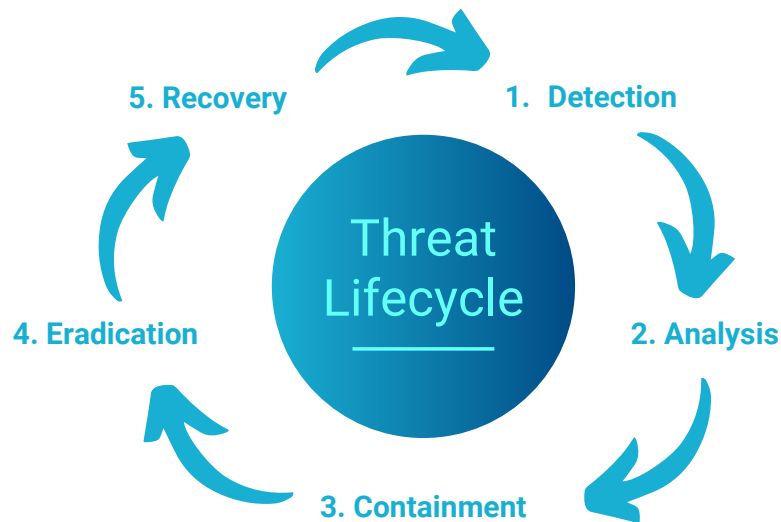 Threat
Lifecycle
1. Detection
2. Analysis
3. Containment
4. Eradication
5. Recovery